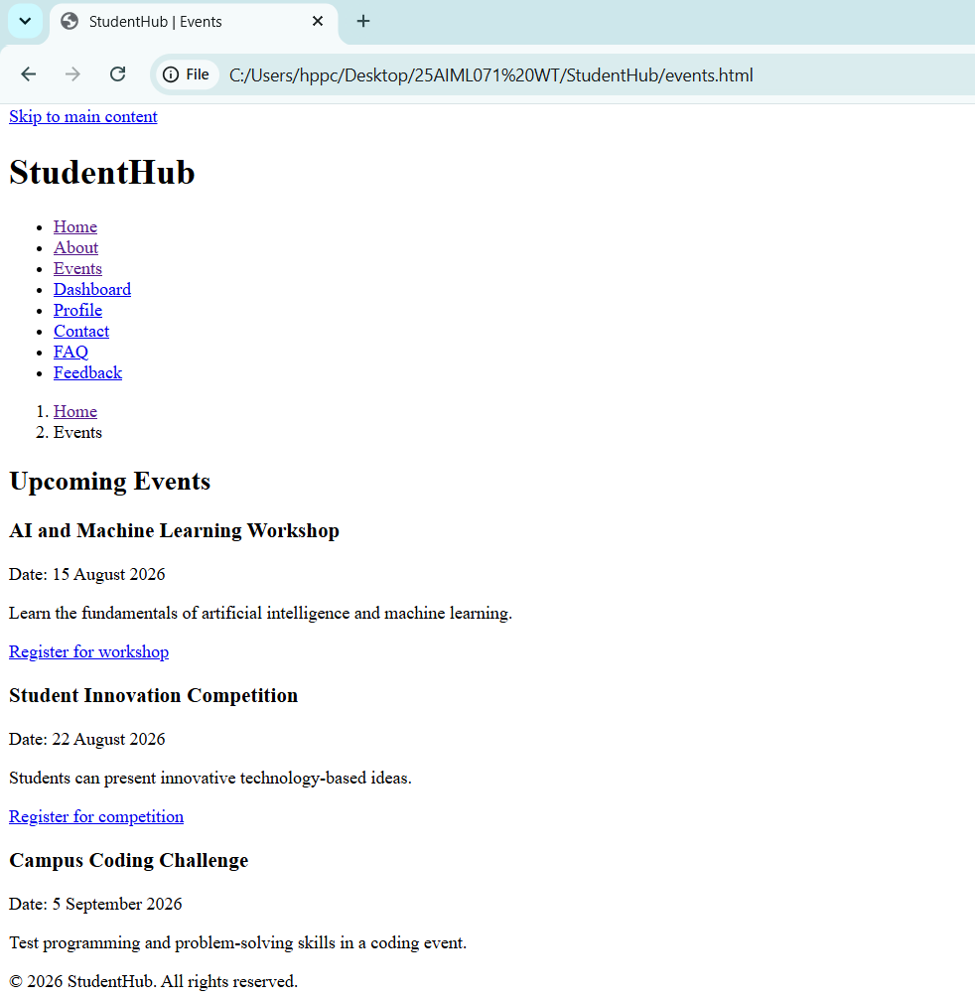 StudentHub | Events
File C:/Users/hppc/Desktop/25AIML071%20WT/StudentHub/events.html
Skip to main content
StudentHub
Home
About
Events
Dashboard
Profile
Contact
FAQ
Feedback
1. Home
2. Events
Upcoming Events
AI and Machine Learning Workshop
Date: 15 August 2026
Learn the fundamentals of artificial intelligence and machine learning.
Register for workshop
Student Innovation Competition
Date: 22 August 2026
Students can present innovative technology-based ideas.
Register for competition
Campus Coding Challenge
Date: 5 September 2026
Test programming and problem-solving skills in a coding event.
© 2026 StudentHub. All rights reserved.